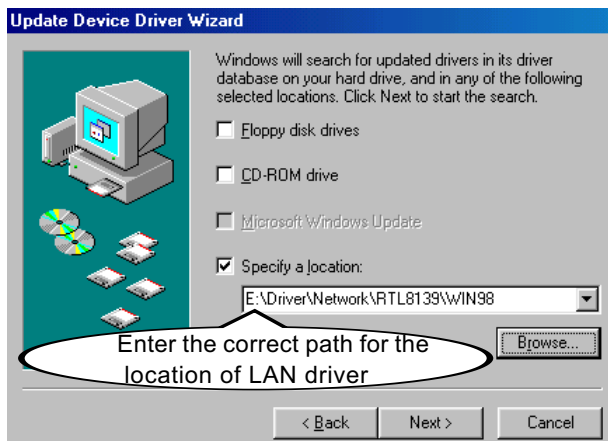 Update Device Driver Wizard
Windows will search for updated drivers in its driver
database on your hard drive, and in any of the following
selected locations. Click Next to start the search.
Floppy disk drives
CD-ROM drive
Microsoft Windows Update
Specify a location:
E:\Driver\Network\RTL8139\WIN98
Enter the correct path for the
location of LAN driver
Browse...
< Back
Next >
Cancel